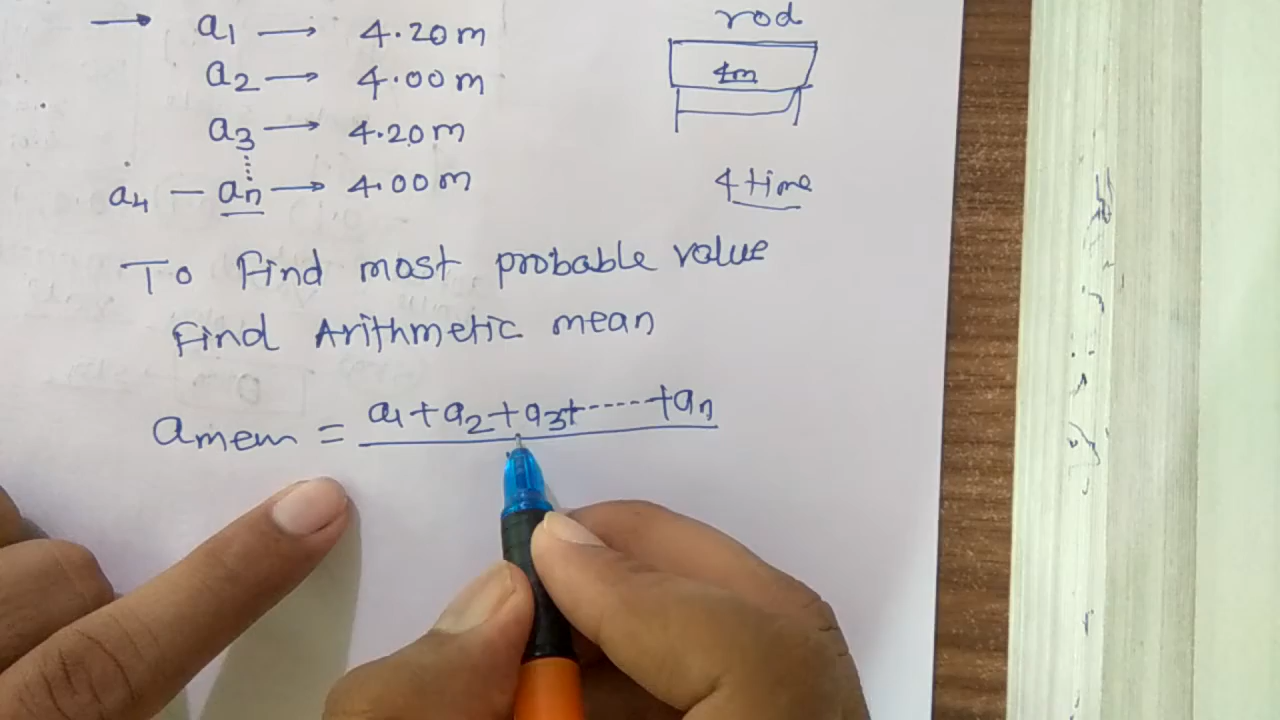 → a1 → 4.20m
a2 → 4.00m
a3 → 4.20m
a4 — an → 4.00m
rod
4m
4 time
To Find most probable value
Find Arithmetic mean
amean = a1+a2+a3+------+an